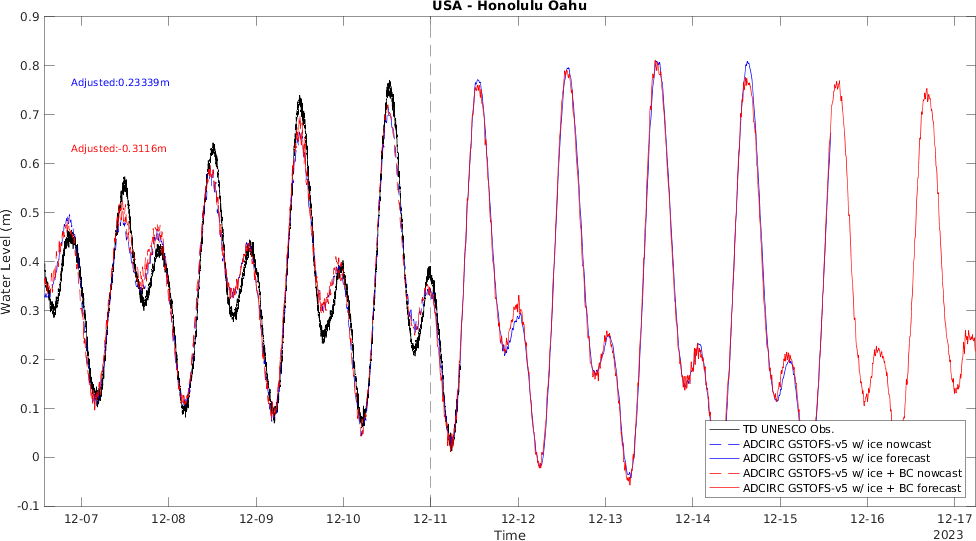 USA - Honolulu Oahu
0.9
0.8
0.7
0.6
0.5
0.4
0.3
0.2
0.1
0
-0.1
Water Level (m)
Adjusted:0.23339m
Adjusted:-0.3116m
TD UNESCO Obs.
ADCIRC GSTOFS-v5 w/ ice nowcast
ADCIRC GSTOFS-v5 w/ ice forecast
ADCIRC GSTOFS-v5 w/ ice + BC nowcast
ADCIRC GSTOFS-v5 w/ ice + BC forecast
12-07 12-08 12-09 12-10 12-11 12-12 12-13 12-14 12-15 12-16 12-17
Time
2023